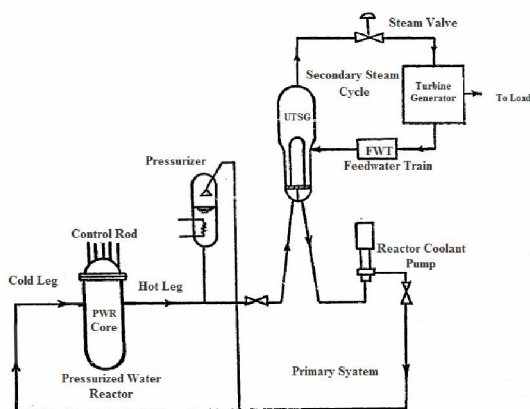 Steam Valve
Secondary Steam
Cycle
Turbine
Generator
To Load
UTSG
FWT
Feedwater Train
Pressurizer
Control Rod
Reactor Coolant
Pump
Cold Leg
Hot Leg
PWR
Core
Primary Syatem
Pressurized Water
Reactor